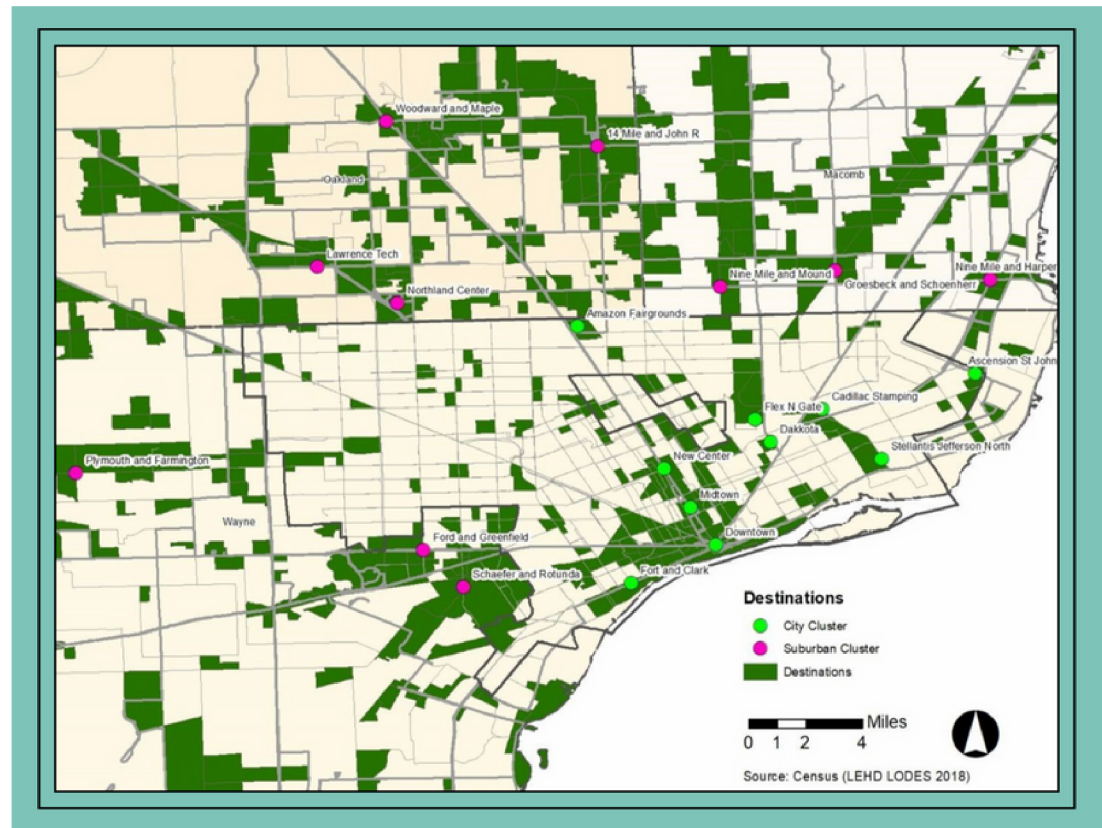 Woodward and Maple
14 Mile and John R
Oakland
Macomb
Lawrence Tech
Nine Mile and Harper
Nine Mile and Mound
Groesbeck and Schoenherr
Northland Center
Amazon Fairgrounds
Ascension St John
Cadillac Stamping
Flex N Gate
Dakkota
Stellantis Jefferson North
New Center
Plymouth and Farmington
Midtown
Wayne
Downtown
Ford and Greenfield
Fort and Clark
Schaefer and Rotunda
Destinations
City Cluster
Suburban Cluster
Destinations
Miles
0 1 2 4
Source: Census (LEHD LODES 2018)